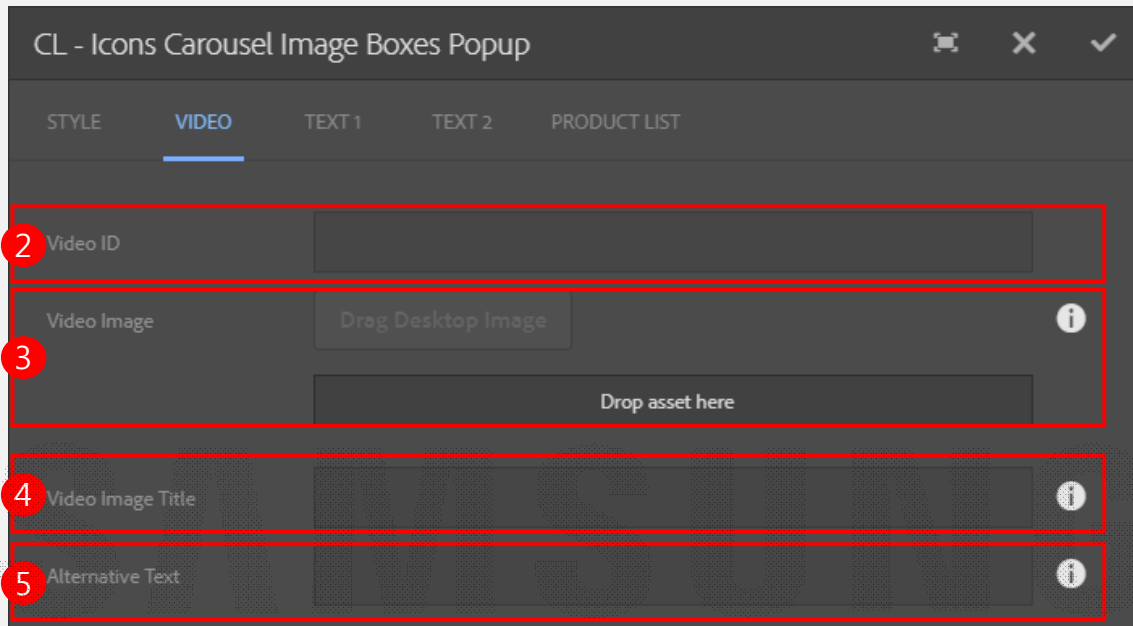 CL - Icons Carousel Image Boxes Popup
STYLE VIDEO TEXT 1 TEXT 2 PRODUCT LIST
2 Video ID
Video Image Drag Desktop Image
3
Drop asset here
4 Video Image Title
5 Alternative Text
SAMSUNG